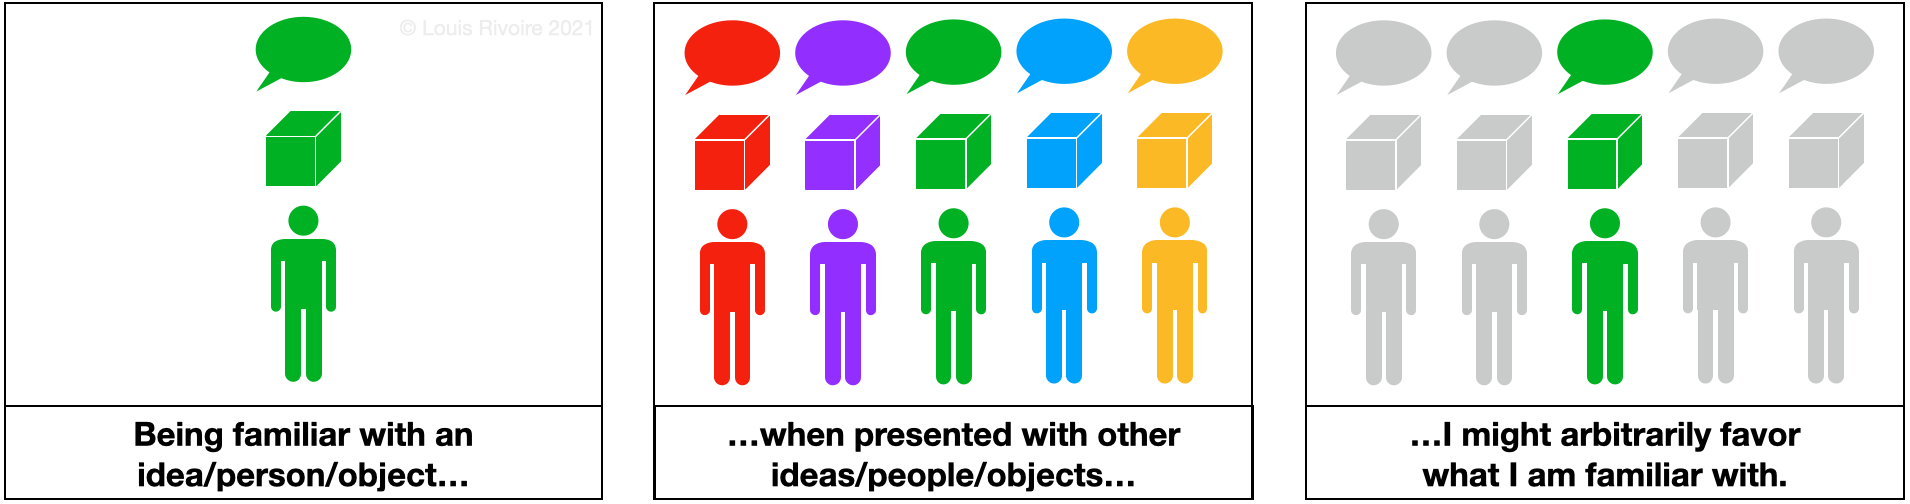 © Louis Rivoire 2021
Being familiar with an
idea/person/object…
…when presented with other
ideas/people/objects…
…I might arbitrarily favor
what I am familiar with.